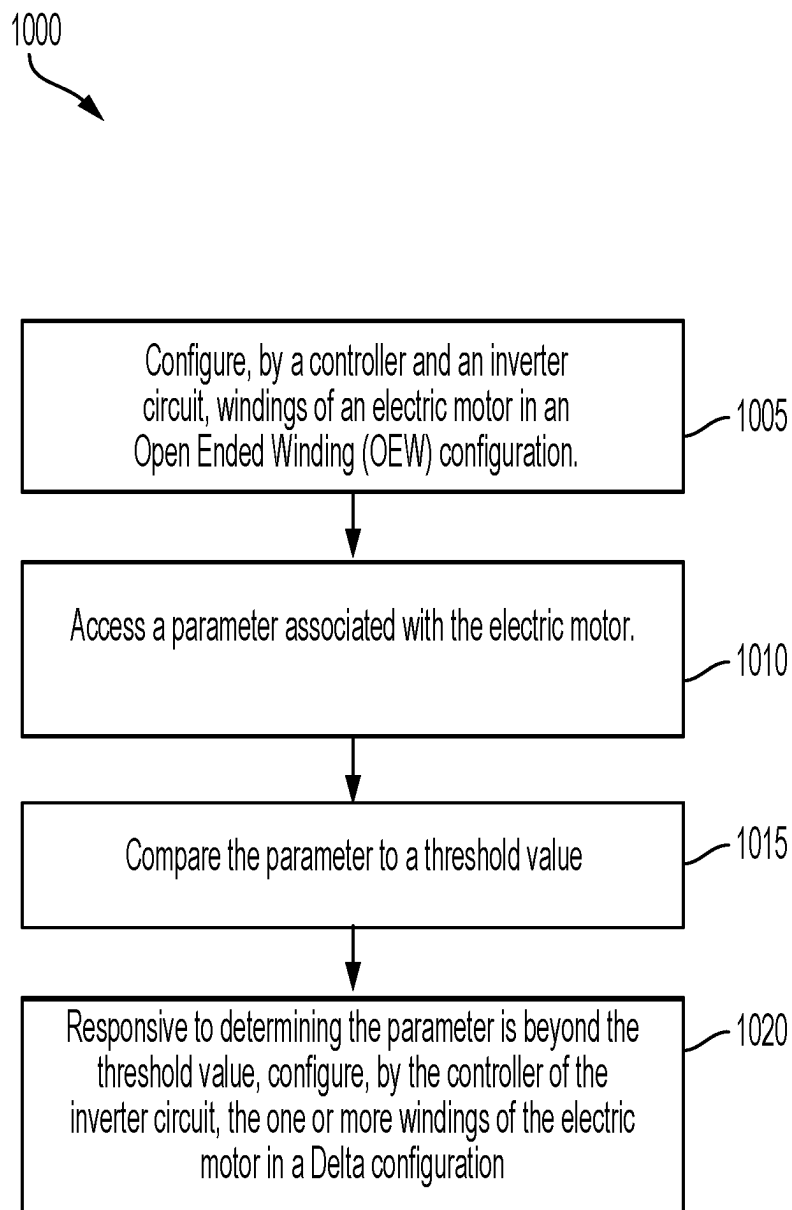 1000
Configure, by a controller and an inverter
circuit, windings of an electric motor in an
Open Ended Winding (OEW) configuration.
1005
Access a parameter associated with the electric motor.
1010
Compare the parameter to a threshold value
1015
Responsive to determining the parameter is beyond the
threshold value, configure, by the controller of the
inverter circuit, the one or more windings of the electric
motor in a Delta configuration
1020